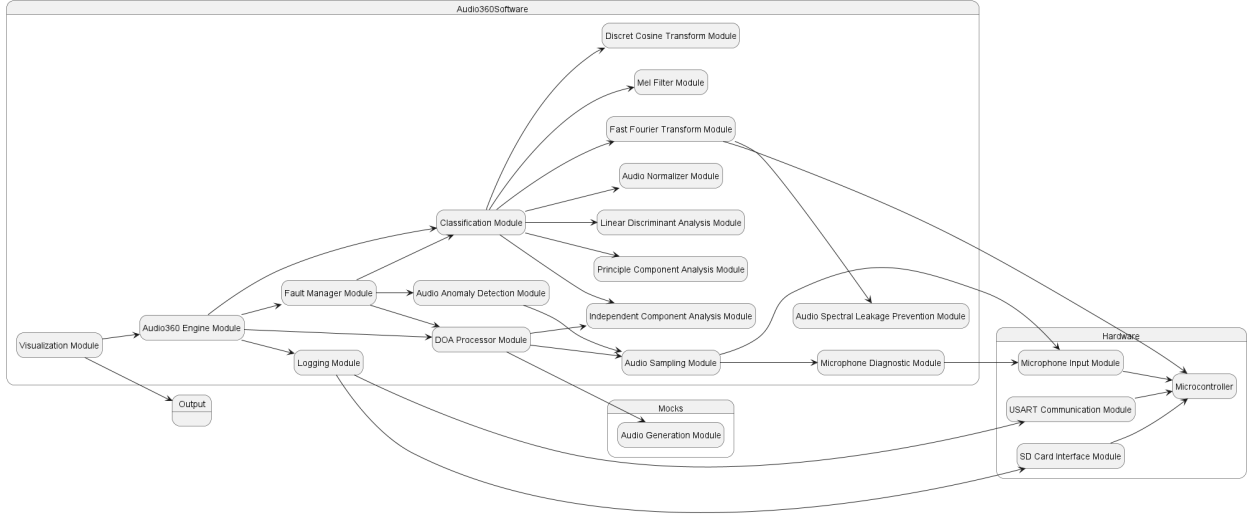 Audio360Software
Discret Cosine Transform Module
Mel Filter Module
Fast Fourier Transform Module
Audio Normalizer Module
Classification Module
Linear Discriminant Analysis Module
Principle Component Analysis Module
Fault Manager Module
Audio Anomaly Detection Module
Independent Component Analysis Module
Audio Spectral Leakage Prevention Module
Audio360 Engine Module
Visualization Module
DOA Processor Module
Hardware
Logging Module
Audio Sampling Module
Microphone Diagnostic Module
Microphone Input Module
Microcontroller
Output
Mocks
USART Communication Module
Audio Generation Module
SD Card Interface Module